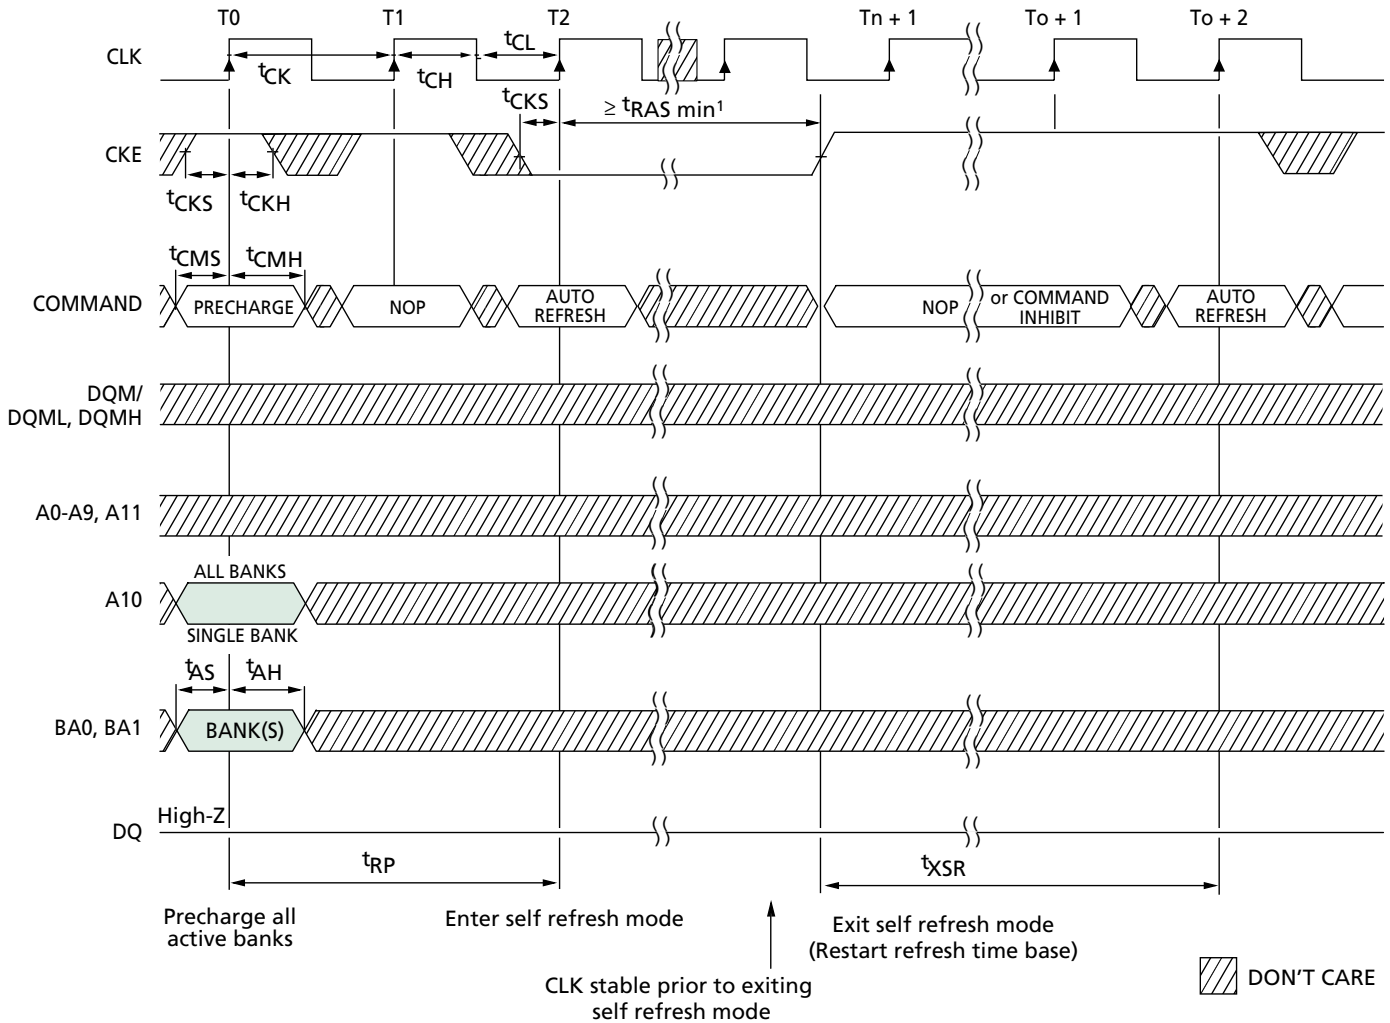 T0 T1 T2 Tn + 1 To + 1 To + 2
CLK
tCK tCH tCL
tCKS ≥ tRAS min¹
CKE
tCKS tCKH
tCMS tCMH
COMMAND PRECHARGE NOP AUTO REFRESH NOP or COMMAND INHIBIT AUTO REFRESH
DQM/
DQML, DQMH
A0-A9, A11
ALL BANKS
A10
SINGLE BANK
tAS tAH
BA0, BA1 BANK(S)
High-Z
DQ
tRP tXSR
Precharge all
active banks
Enter self refresh mode
Exit self refresh mode
(Restart refresh time base)
CLK stable prior to exiting
self refresh mode
DON'T CARE